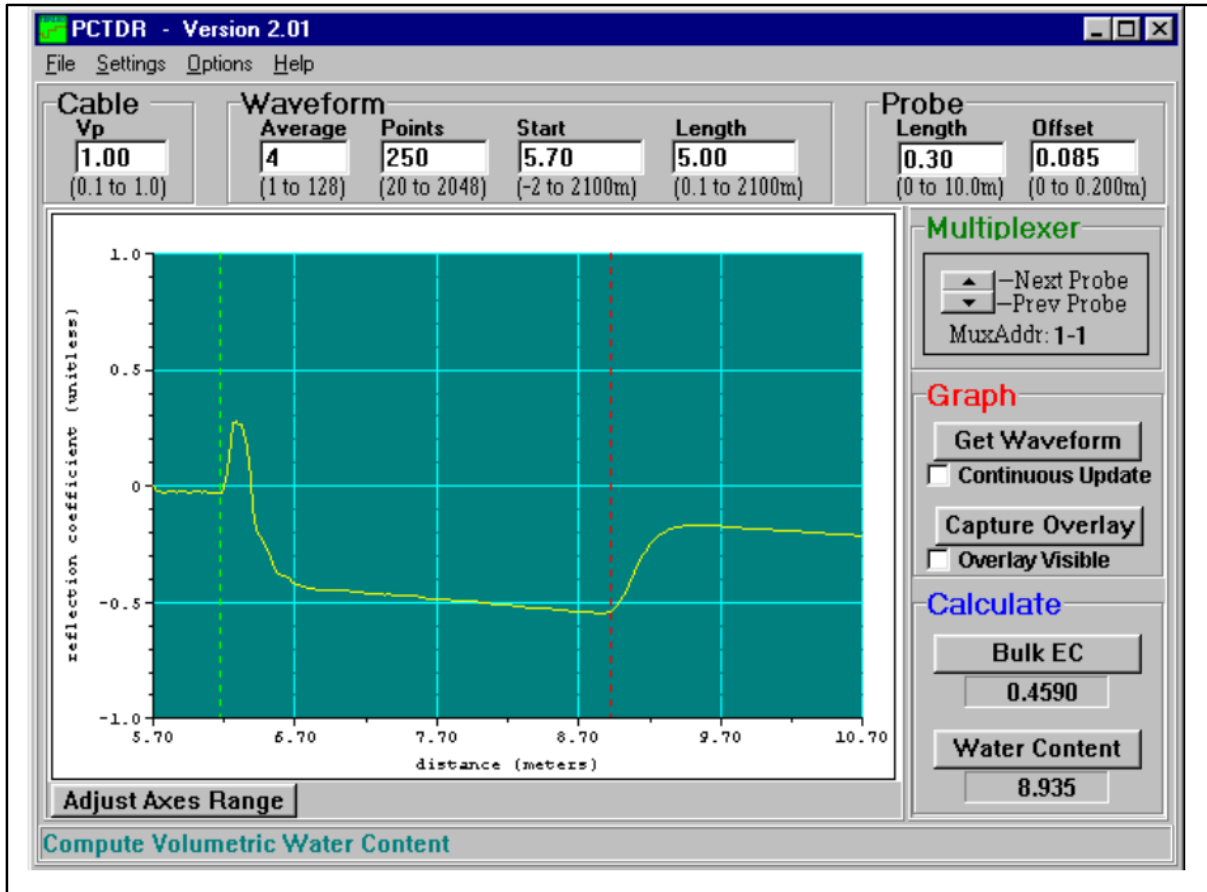 PCTDR - Version 2.01
File Settings Options Help
Cable
Vp
1.00
(0.1 to 1.0)
Waveform
Average Points Start Length
4 250 5.70 5.00
(1 to 128) (20 to 2048) (-2 to 2100m) (0.1 to 2100m)
Probe
Length Offset
0.30 0.085
(0 to 10.0m) (0 to 0.200m)
reflection coefficient (unitless)
1.0
0.5
0
-0.5
-1.0
5.70 6.70 7.70 8.70 9.70 10.70
distance (meters)
Adjust Axes Range
Multiplexer
—Next Probe
—Prev Probe
MuxAddr: 1-1
Graph
Get Waveform
Continuous Update
Capture Overlay
Overlay Visible
Calculate
Bulk EC
0.4590
Water Content
8.935
Compute Volumetric Water Content